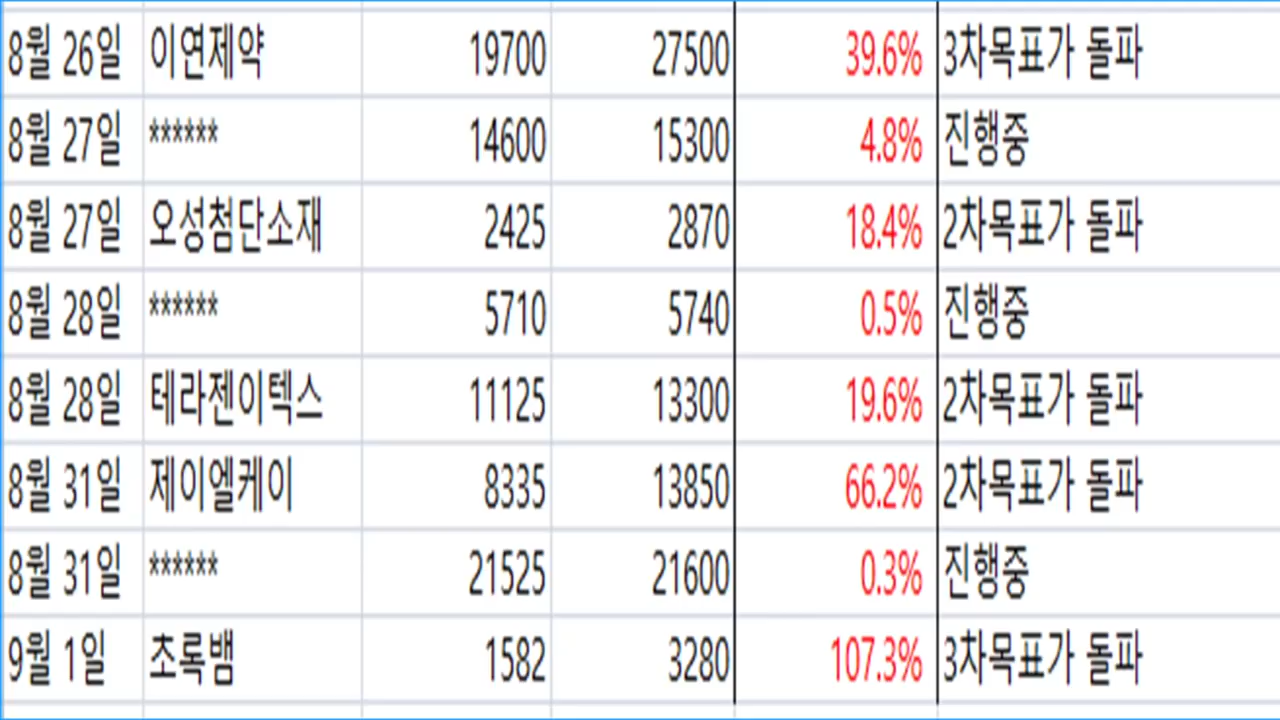 8월 26일 이연제약 19700 27500 39.6% 3차목표가 돌파
8월 27일 ****** 14600 15300 4.8% 진행중
8월 27일 오성첨단소재 2425 2870 18.4% 2차목표가 돌파
8월 28일 ****** 5710 5740 0.5% 진행중
8월 28일 테라젠이텍스 11125 13300 19.6% 2차목표가 돌파
8월 31일 제이엘케이 8335 13850 66.2% 2차목표가 돌파
8월 31일 ****** 21525 21600 0.3% 진행중
9월 1일 초록뱀 1582 3280 107.3% 3차목표가 돌파